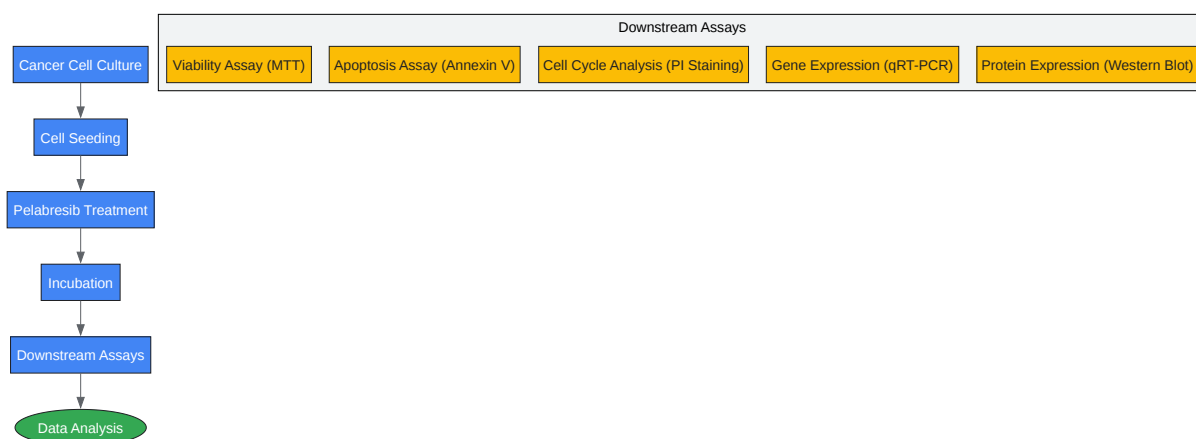 Downstream Assays
Cancer Cell Culture
Viability Assay (MTT)
Apoptosis Assay (Annexin V)
Cell Cycle Analysis (PI Staining)
Gene Expression (qRT-PCR)
Protein Expression (Western Blot)
Cell Seeding
Pelabresib Treatment
Incubation
Downstream Assays
Data Analysis